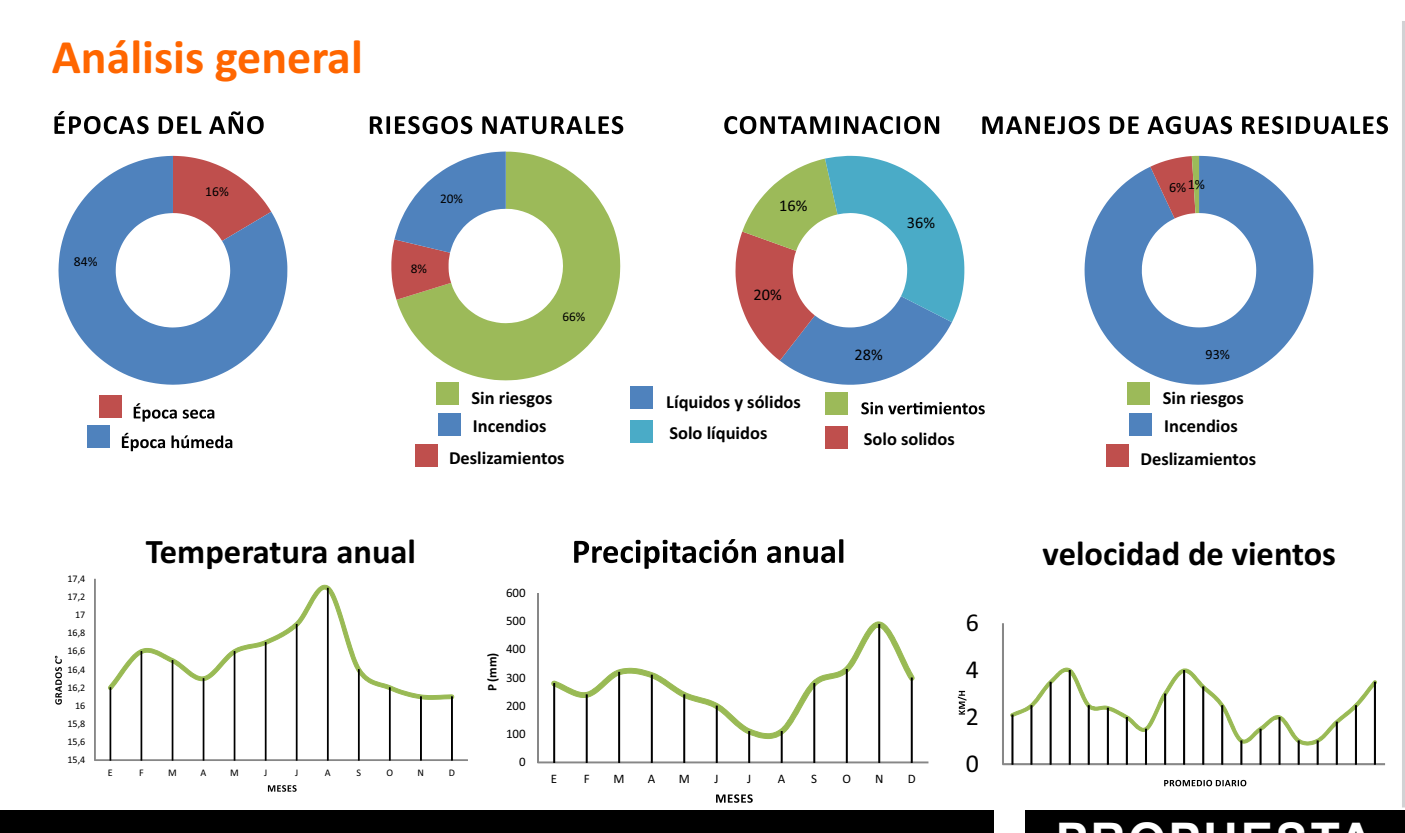 Análisis general
ÉPOCAS DEL AÑO
16%
84%
Época seca
Época húmeda
RIESGOS NATURALES
20%
8%
66%
Sin riesgos
Incendios
Deslizamientos
CONTAMINACION
16%
36%
20%
28%
Líquidos y sólidos
Sin vertimientos
Solo líquidos
Solo solidos
MANEJOS DE AGUAS RESIDUALES
6%
1%
93%
Sin riesgos
Incendios
Deslizamientos
Temperatura anual
GRADOS C°
17,4
17,2
17
16,8
16,6
16,4
16,2
16
15,8
15,6
15,4
E F M A M J J A S O N D
MESES
Precipitación anual
P (mm)
600
500
400
300
200
100
0
E F M A M J J A S O N D
MESES
velocidad de vientos
KM/H
6
4
2
0
PROMEDIO DIARIO
PROPUESTA